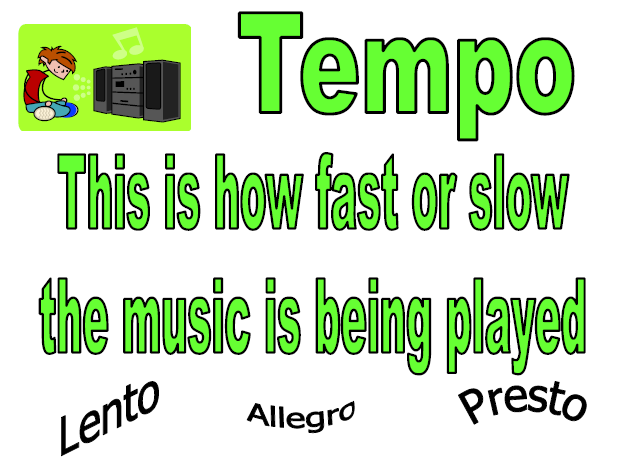 Tempo
This is how fast or slow
the music is being played
Lento Allegro Presto